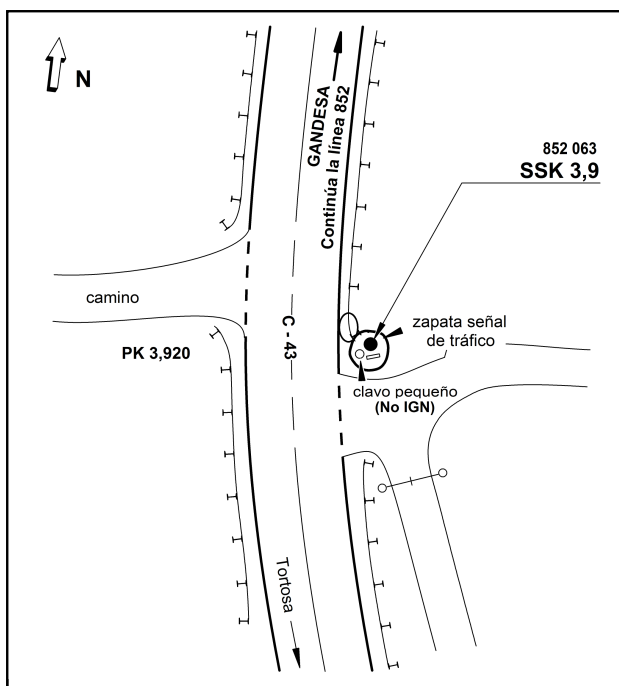 N
GANDESA
Continúa la línea 852
852 063
SSK 3,9
camino
zapata señal
de tráfico
C - 43
PK 3,920
clavo pequeño
(No IGN)
Tortosa